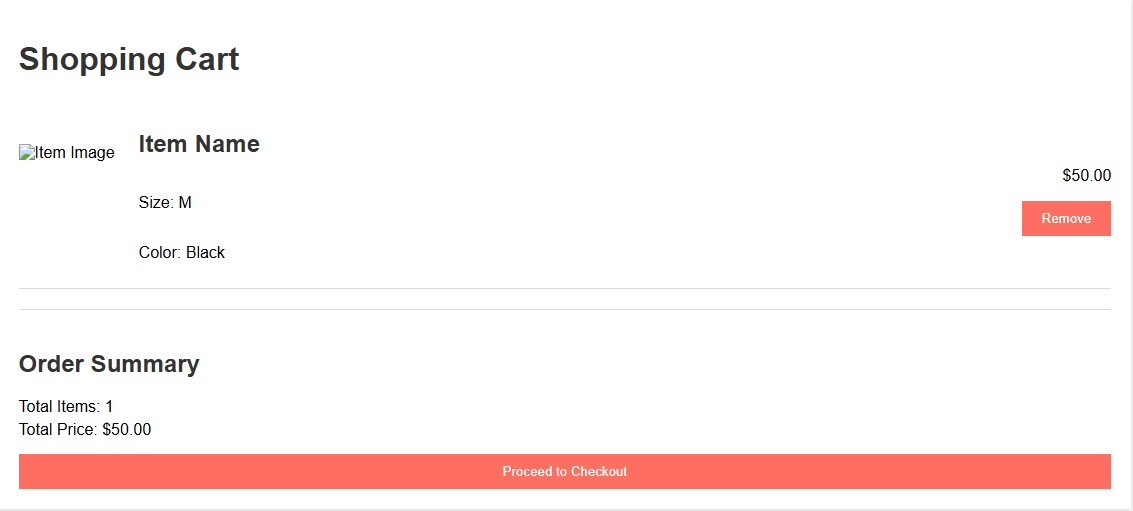 Shopping Cart
Item Image
Item Name
Size: M
Color: Black
$50.00
Remove
Order Summary
Total Items: 1
Total Price: $50.00
Proceed to Checkout